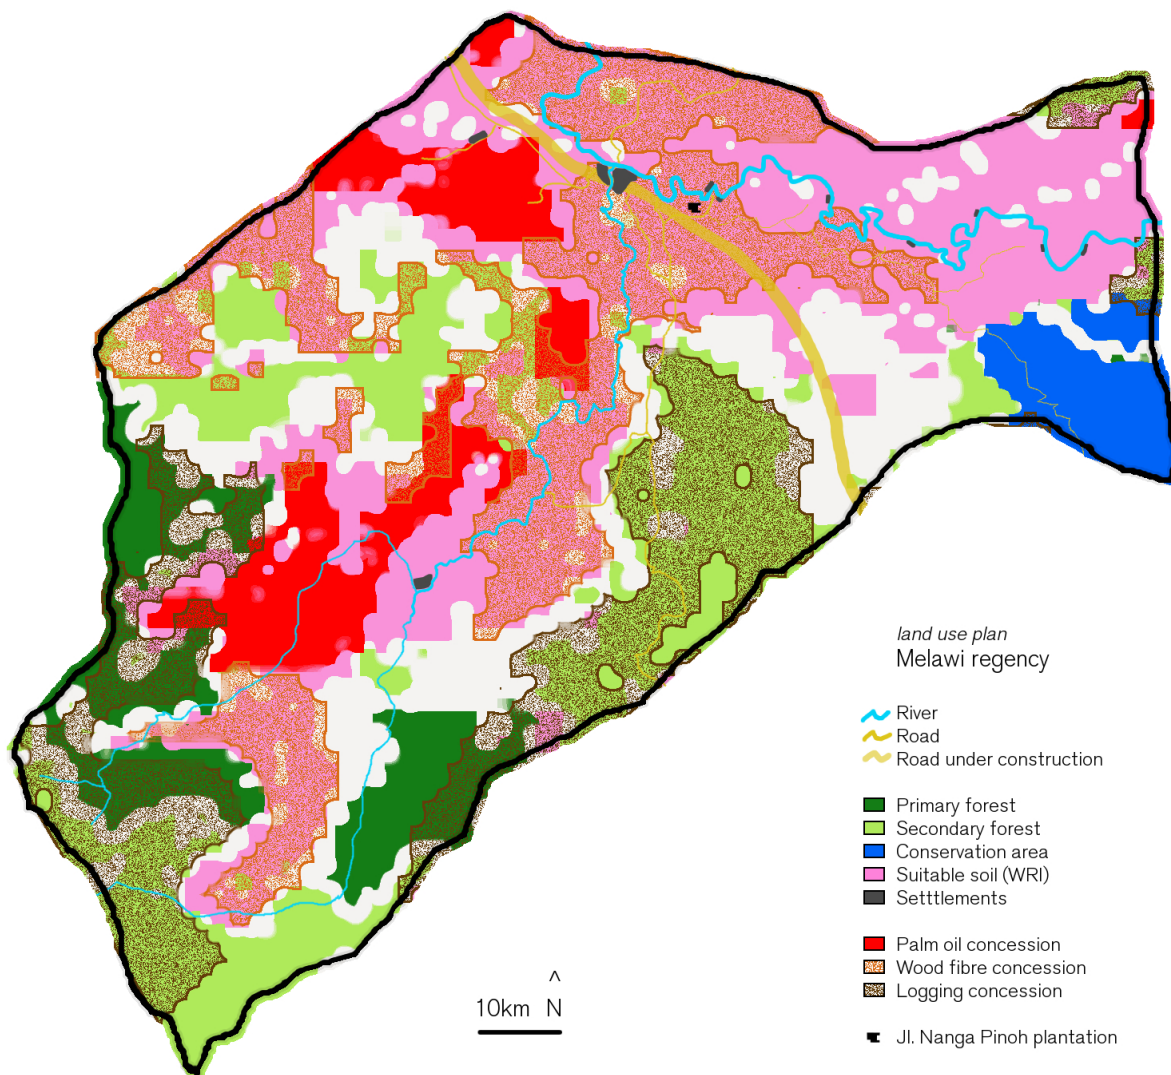 land use plan
Melawi regency
River
Road
Road under construction
Primary forest
Secondary forest
Conservation area
Suitable soil (WRI)
Setttlements
Palm oil concession
Wood fibre concession
Logging concession
^
10km N
Jl. Nanga Pinoh plantation